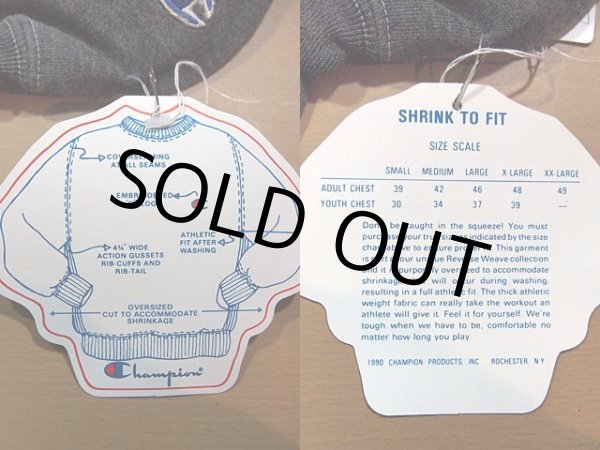 COVERSTITCHING
AT ALL SEAMS
EMBROIDERED
LOGO
ATHLETIC
FIT AFTER
WASHING
4¼" WIDE
ACTION GUSSETS
RIB-CUFFS AND
RIB-TAIL
OVERSIZED
CUT TO ACCOMMODATE
SHRINKAGE
Champion®
SHRINK TO FIT
SIZE SCALE
SMALL MEDIUM LARGE X-LARGE XX-LARGE
ADULT CHEST 39 42 46 48 49
YOUTH CHEST 30 34 37 39 —
Don't be caught in the squeeze! You must
purchase your true size as indicated by the size
chart above to ensure proper fit. This garment
is part of our unique Reverse Weave collection
and it is purposely oversized to accommodate
shrinkage that will occur during washing,
resulting in a full athletic fit. The thick athletic
weight fabric can really take the workout an
athlete will give it. Feel it for yourself. We're
tough when we have to be, comfortable no
matter how long you play.
1990 CHAMPION PRODUCTS, INC ROCHESTER, N.Y.
SOLD OUT